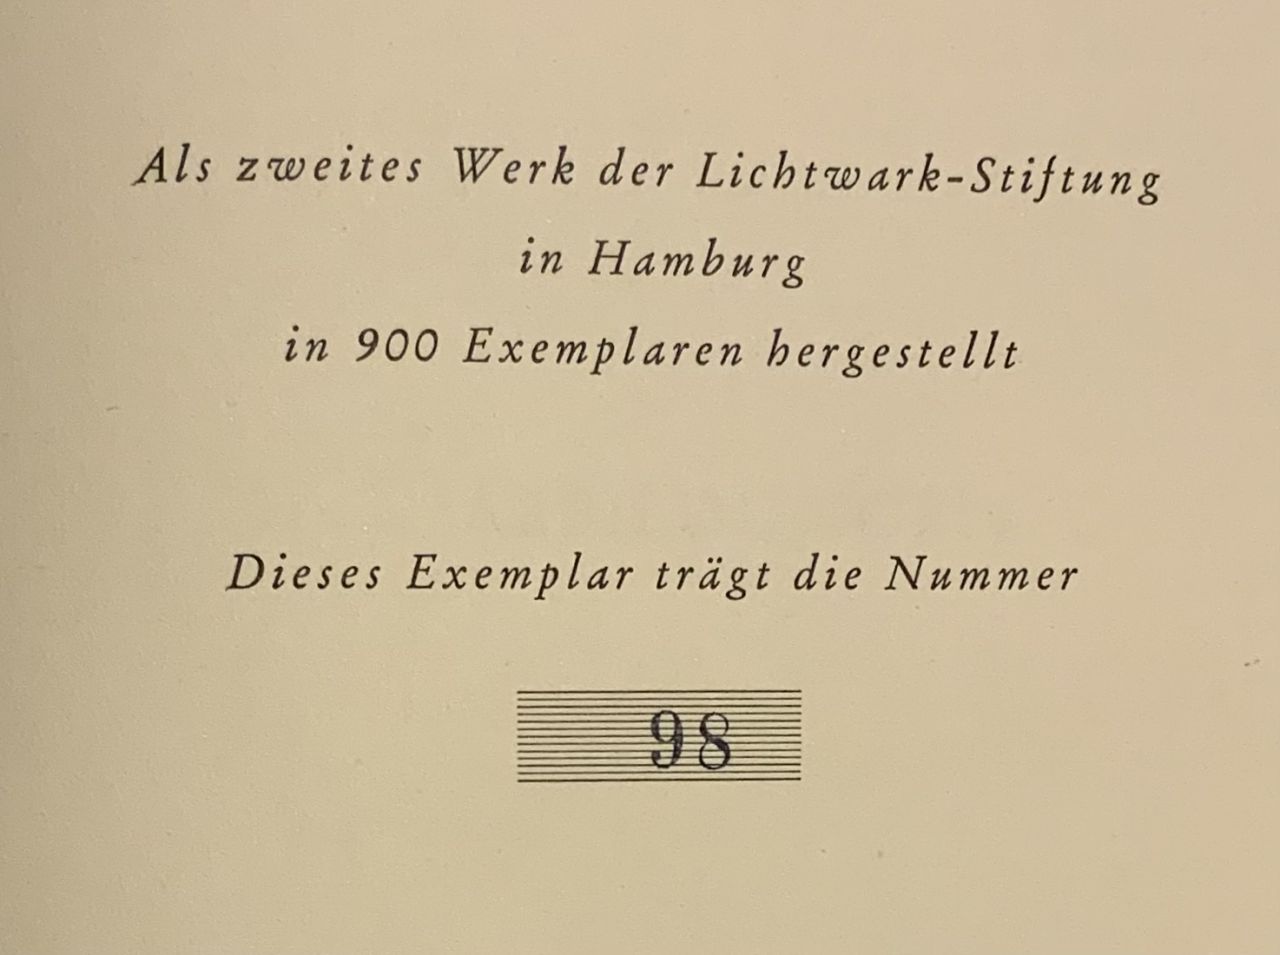 Als zweites Werk der Lichtwark-Stiftung
in Hamburg
in 900 Exemplaren hergestellt
Dieses Exemplar trägt die Nummer
98